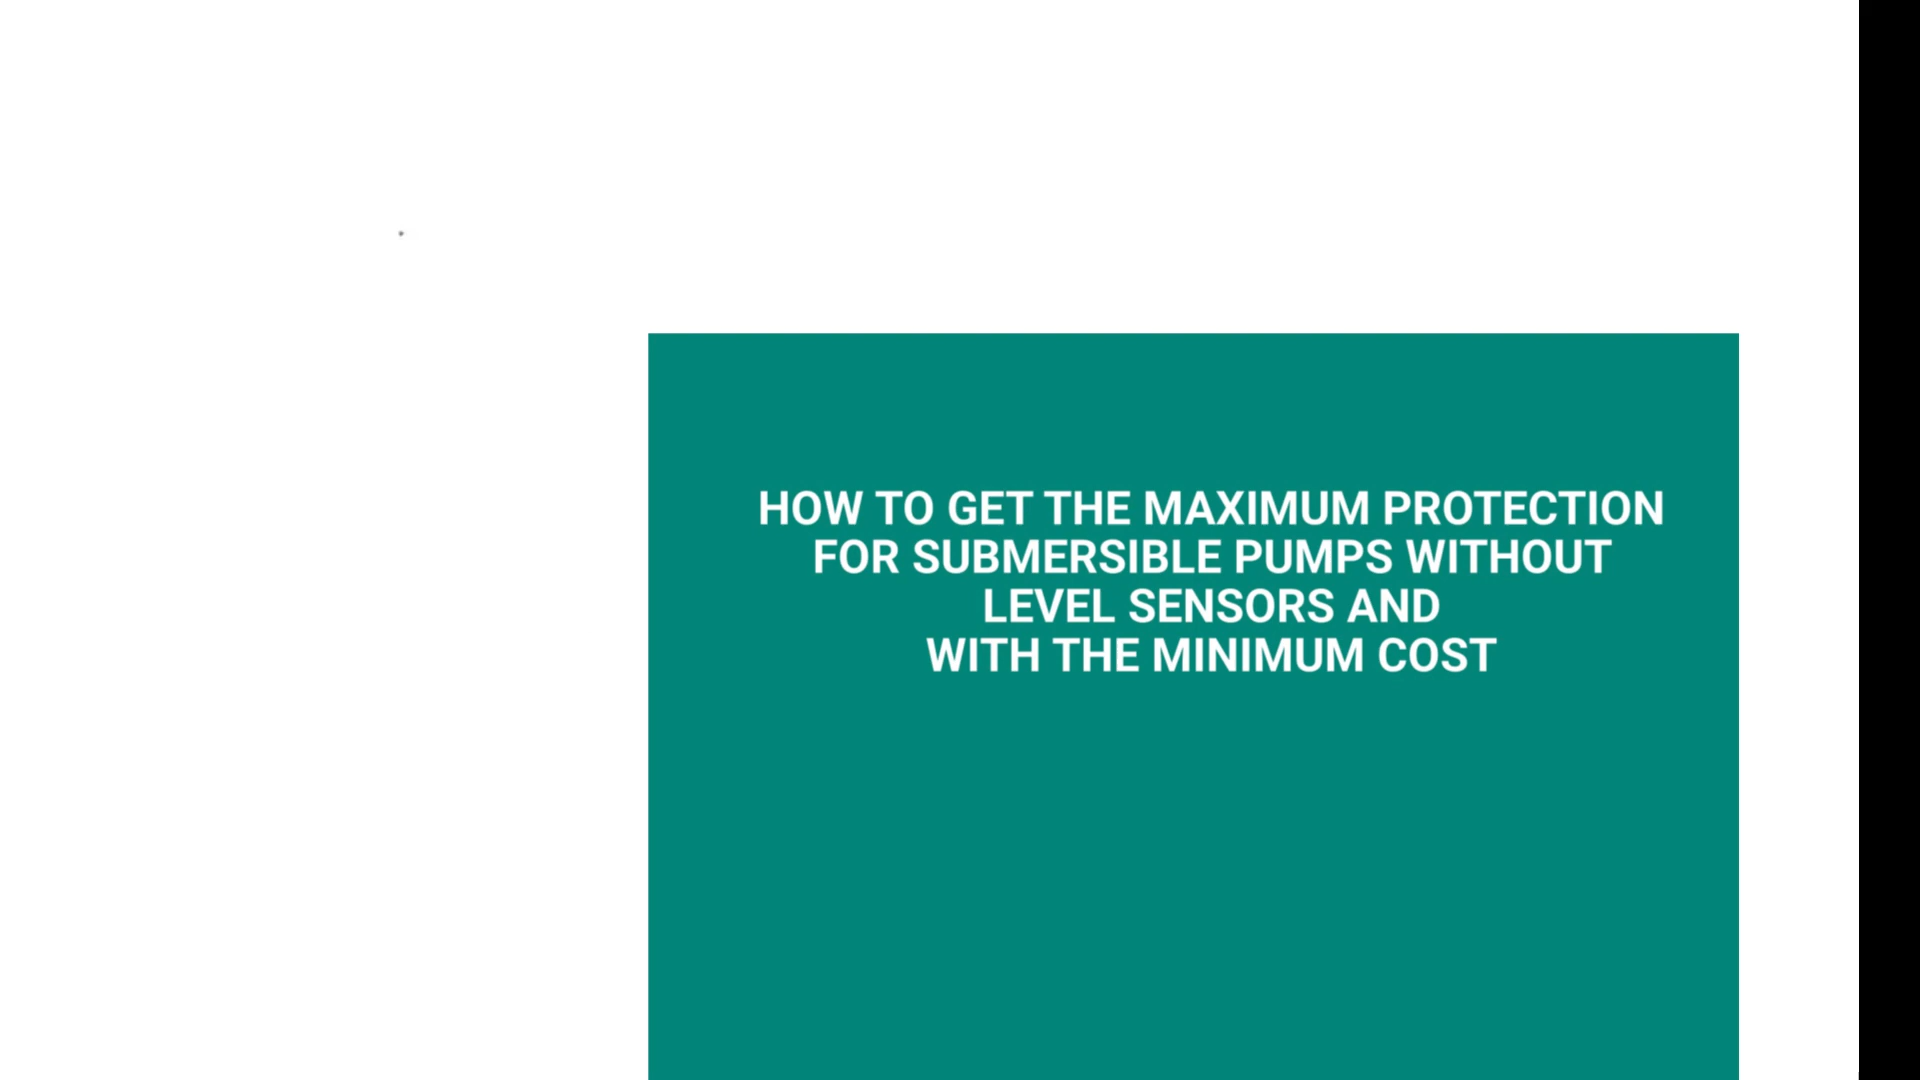 HOW TO GET THE MAXIMUM PROTECTION
FOR SUBMERSIBLE PUMPS WITHOUT
LEVEL SENSORS AND
WITH THE MINIMUM COST